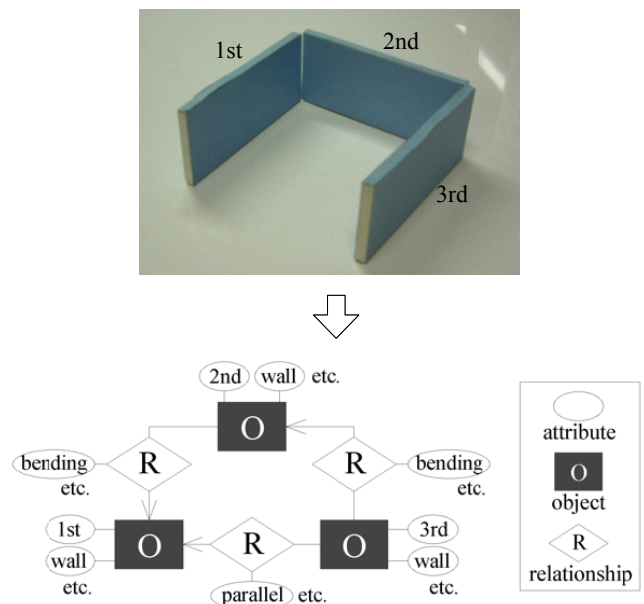 1st
2nd
3rd
2nd wall etc.
O
bending etc.
R
R
bending etc.
1st
wall
etc.
O
R
parallel etc.
O
3rd
wall
etc.
attribute
O
object
R
relationship